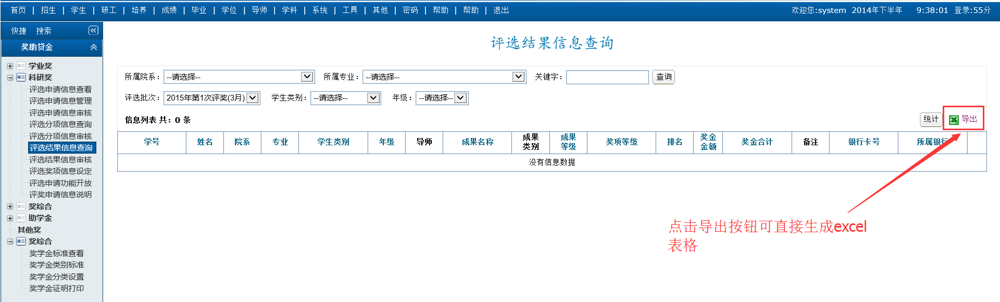 首页 | 招生 | 学生 | 研工 | 培养 | 成绩 | 毕业 | 学位 | 导师 | 学科 | 系统 | 工具 | 其他 | 密码 | 帮助 | 帮助 | 退出 欢迎您:system 2014年下半年 9:38:01 登录:55分
快捷 搜索
奖助贷金
学业奖
科研奖
评选申请信息查看
评选申请信息管理
评选申请信息审核
评选分项信息查询
评选分项信息审核
评选结果信息查询
评选结果信息审核
评选奖项信息设定
评选申请功能开放
评奖申请信息说明
奖综合
助学金
其他奖
奖综合
奖学金标准查看
奖学金类别标准
奖学金分类设置
奖学金证明打印
评选结果信息查询
所属院系： --请选择-- 所属专业： --请选择-- 关键字： 查询
评选批次： 2015年第1次评奖(3月) 学生类别： --请选择-- 年级： --请选择--
信息列表 共：0 条 统计 导出
学号 姓名 院系 专业 学生类别 年级 导师 成果名称 成果类别 成果等级 奖项等级 排名 奖金金额 奖金合计 备注 银行卡号 所属银行
没有信息数据
点击导出按钮可直接生成excel
表格